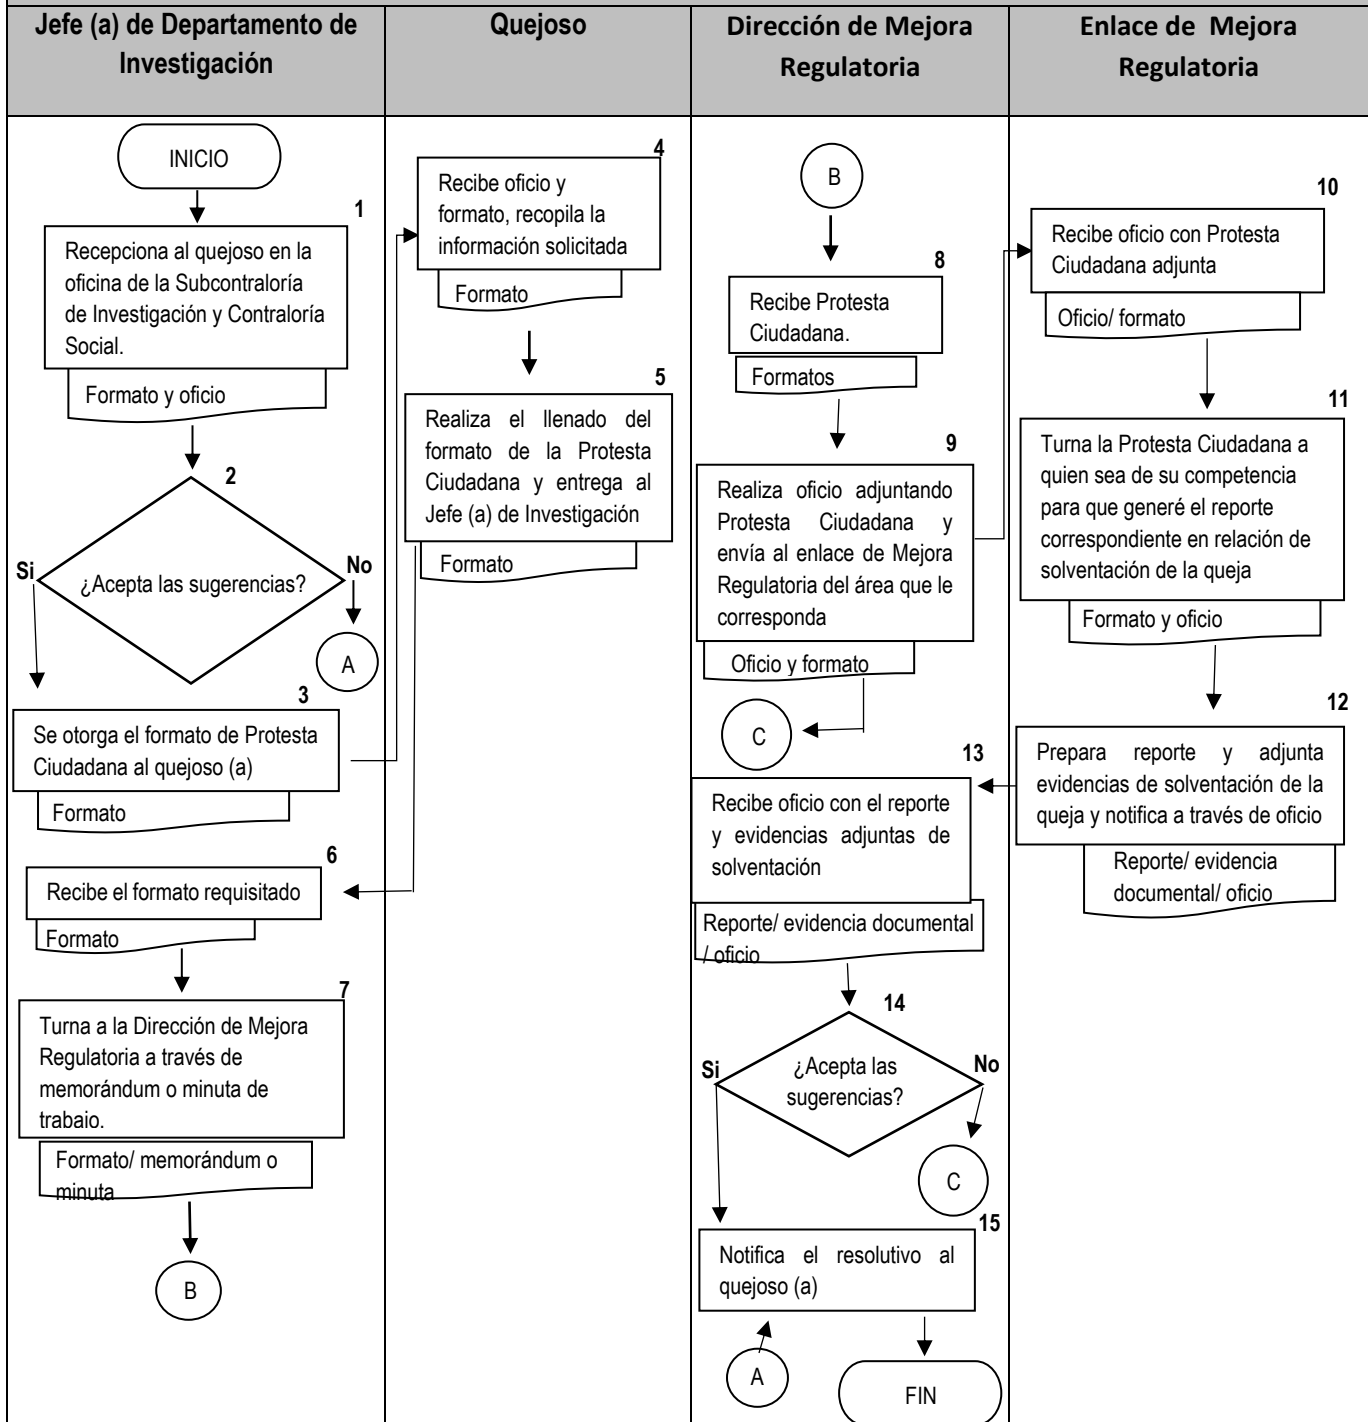 Jefe (a) de Departamento de
Investigación
Quejoso
Dirección de Mejora
Regulatoria
Enlace de Mejora
Regulatoria
INICIO
1
Recepciona al quejoso en la
oficina de la Subcontraloría
de Investigación y Contraloría
Social.
Formato y oficio
2
¿Acepta las sugerencias?
Si
No
A
3
Se otorga el formato de Protesta
Ciudadana al quejoso (a)
Formato
4
Recibe oficio y
formato, recopila la
información solicitada
Formato
5
Realiza el llenado del
formato de la Protesta
Ciudadana y entrega al
Jefe (a) de Investigación
Formato
6
Recibe el formato requisitado
Formato
7
Turna a la Dirección de Mejora
Regulatoria a través de
memorándum o minuta de
trabajo.
Formato/ memorándum o
minuta
B
B
8
Recibe Protesta
Ciudadana.
Formatos
9
Realiza oficio adjuntando
Protesta Ciudadana y
envía al enlace de Mejora
Regulatoria del área que le
corresponda
Oficio y formato
C
10
Recibe oficio con Protesta
Ciudadana adjunta
Oficio/ formato
11
Turna la Protesta Ciudadana a
quien sea de su competencia
para que generé el reporte
correspondiente en relación de
solventación de la queja
Formato y oficio
12
Prepara reporte y adjunta
evidencias de solventación de la
queja y notifica a través de oficio
Reporte/ evidencia
documental/ oficio
13
Recibe oficio con el reporte
y evidencias adjuntas de
solventación
Reporte/ evidencia documental
/ oficio
14
¿Acepta las
sugerencias?
Si
No
C
15
Notifica el resolutivo al
quejoso (a)
A
FIN